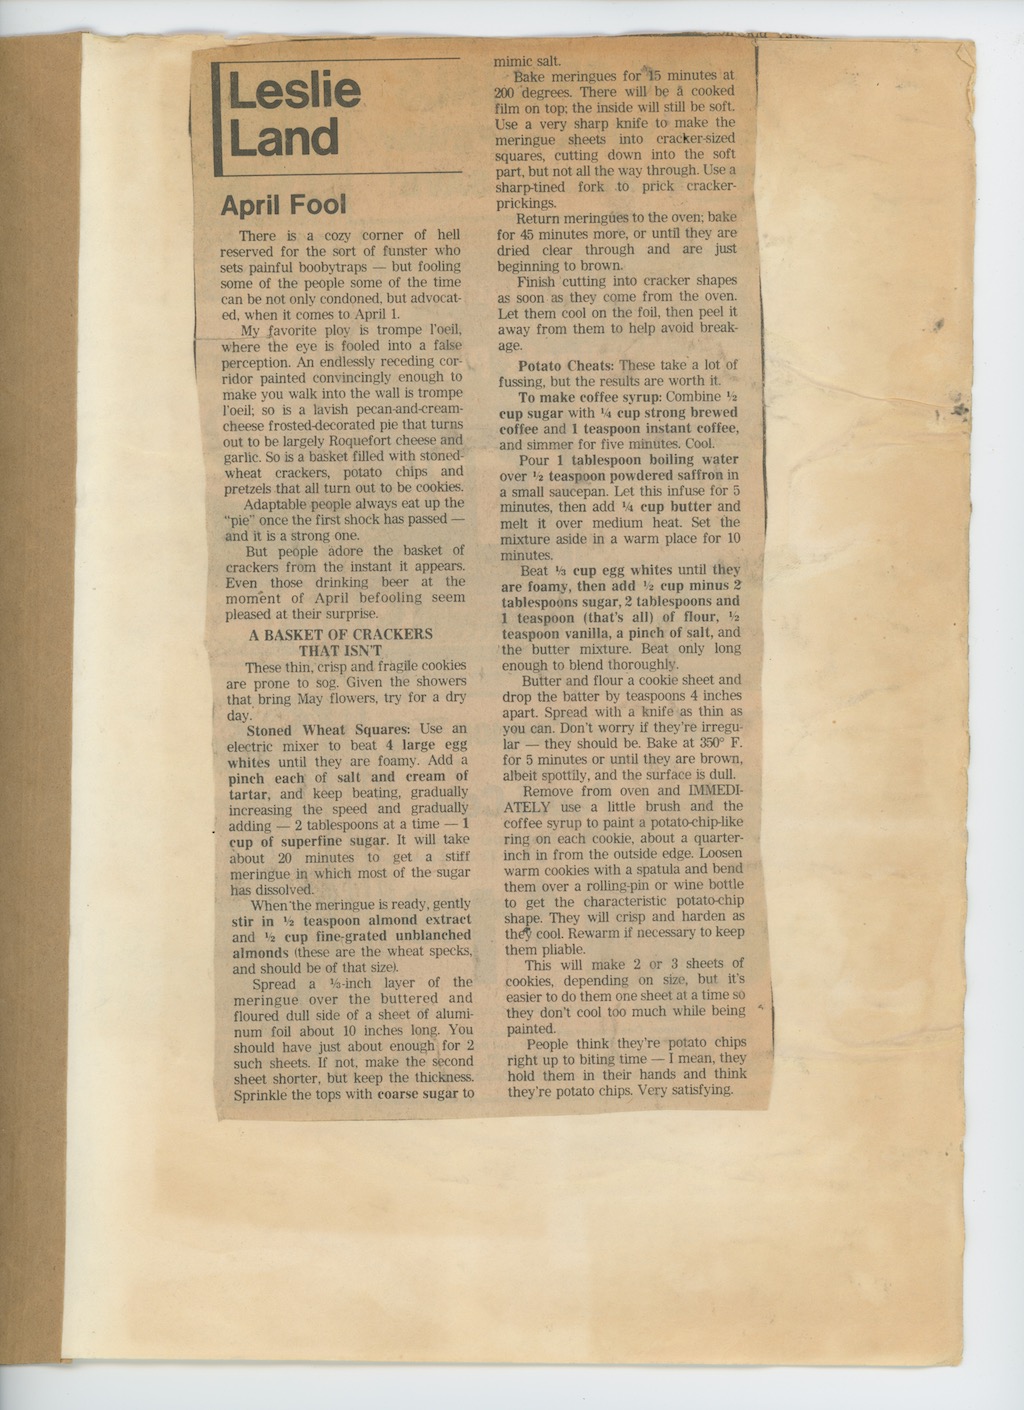 Leslie
Land
April Fool
There is a cozy corner of hell
reserved for the sort of funster who
sets painful boobytraps — but fooling
some of the people some of the time
can be not only condoned, but advocat-
ed, when it comes to April 1.
My favorite ploy is trompe l'oeil,
where the eye is fooled into a false
perception. An endlessly receding cor-
ridor painted convincingly enough to
make you walk into the wall is trompe
l'oeil; so is a lavish pecan-and-cream-
cheese frosted-decorated pie that turns
out to be largely Roquefort cheese and
garlic. So is a basket filled with stoned-
wheat crackers, potato chips and
pretzels that all turn out to be cookies.
Adaptable people always eat up the
"pie" once the first shock has passed —
and it is a strong one.
But people adore the basket of
crackers from the instant it appears.
Even those drinking beer at the
moment of April befooling seem
pleased at their surprise.
A BASKET OF CRACKERS
THAT ISN'T
These thin, crisp and fragile cookies
are prone to sog. Given the showers
that bring May flowers, try for a dry
day.
Stoned Wheat Squares: Use an
electric mixer to beat 4 large egg
whites until they are foamy. Add a
pinch each of salt and cream of
tartar, and keep beating, gradually
increasing the speed and gradually
adding — 2 tablespoons at a time — 1
cup of superfine sugar. It will take
about 20 minutes to get a stiff
meringue in which most of the sugar
has dissolved.
When the meringue is ready, gently
stir in ½ teaspoon almond extract
and ½ cup fine-grated unblanched
almonds (these are the wheat specks,
and should be of that size).
Spread a ⅛-inch layer of the
meringue over the buttered and
floured dull side of a sheet of alumi-
num foil about 10 inches long. You
should have just about enough for 2
such sheets. If not, make the second
sheet shorter, but keep the thickness.
Sprinkle the tops with coarse sugar to
mimic salt.
Bake meringues for 15 minutes at
200 degrees. There will be a cooked
film on top; the inside will still be soft.
Use a very sharp knife to make the
meringue sheets into cracker-sized
squares, cutting down into the soft
part, but not all the way through. Use a
sharp-tined fork to prick cracker-
prickings.
Return meringues to the oven; bake
for 45 minutes more, or until they are
dried clear through and are just
beginning to brown.
Finish cutting into cracker shapes
as soon as they come from the oven.
Let them cool on the foil, then peel it
away from them to help avoid break-
age.
Potato Cheats: These take a lot of
fussing, but the results are worth it.
To make coffee syrup: Combine ½
cup sugar with ¼ cup strong brewed
coffee and 1 teaspoon instant coffee,
and simmer for five minutes. Cool.
Pour 1 tablespoon boiling water
over ½ teaspoon powdered saffron in
a small saucepan. Let this infuse for 5
minutes, then add ¼ cup butter and
melt it over medium heat. Set the
mixture aside in a warm place for 10
minutes.
Beat ⅓ cup egg whites until they
are foamy, then add ½ cup minus 2
tablespoons sugar, 2 tablespoons and
1 teaspoon (that's all) of flour, ½
teaspoon vanilla, a pinch of salt, and
the butter mixture. Beat only long
enough to blend thoroughly.
Butter and flour a cookie sheet and
drop the batter by teaspoons 4 inches
apart. Spread with a knife as thin as
you can. Don't worry if they're irregu-
lar — they should be. Bake at 350° F.
for 5 minutes or until they are brown,
albeit spottily, and the surface is dull.
Remove from oven and IMMEDI-
ATELY use a little brush and the
coffee syrup to paint a potato-chip-like
ring on each cookie, about a quarter-
inch in from the outside edge. Loosen
warm cookies with a spatula and bend
them over a rolling-pin or wine bottle
to get the characteristic potato-chip
shape. They will crisp and harden as
they cool. Rewarm if necessary to keep
them pliable.
This will make 2 or 3 sheets of
cookies, depending on size, but it's
easier to do them one sheet at a time so
they don't cool too much while being
painted.
People think they're potato chips
right up to biting time — I mean, they
hold them in their hands and think
they're potato chips. Very satisfying.